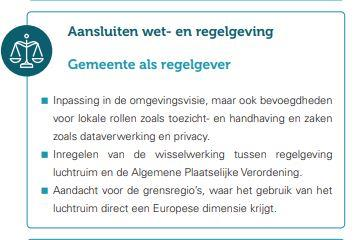 Aansluiten wet- en regelgeving
Gemeente als regelgever
Inpassing in de omgevingsvisie, maar ook bevoegdheden
voor lokale rollen zoals toezicht- en handhaving en zaken
zoals dataverwerking en privacy.
Inregelen van de wisselwerking tussen regelgeving
luchtruim en de Algemene Plaatselijke Verordening.
Aandacht voor de grensregio's, waar het gebruik van het
luchtruim direct een Europese dimensie krijgt.